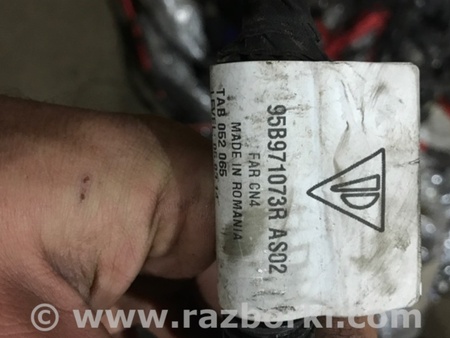 95B971073R AS02
FAR CN4
MADE IN ROMANIA
TAB 052 065
© www.razborki.com